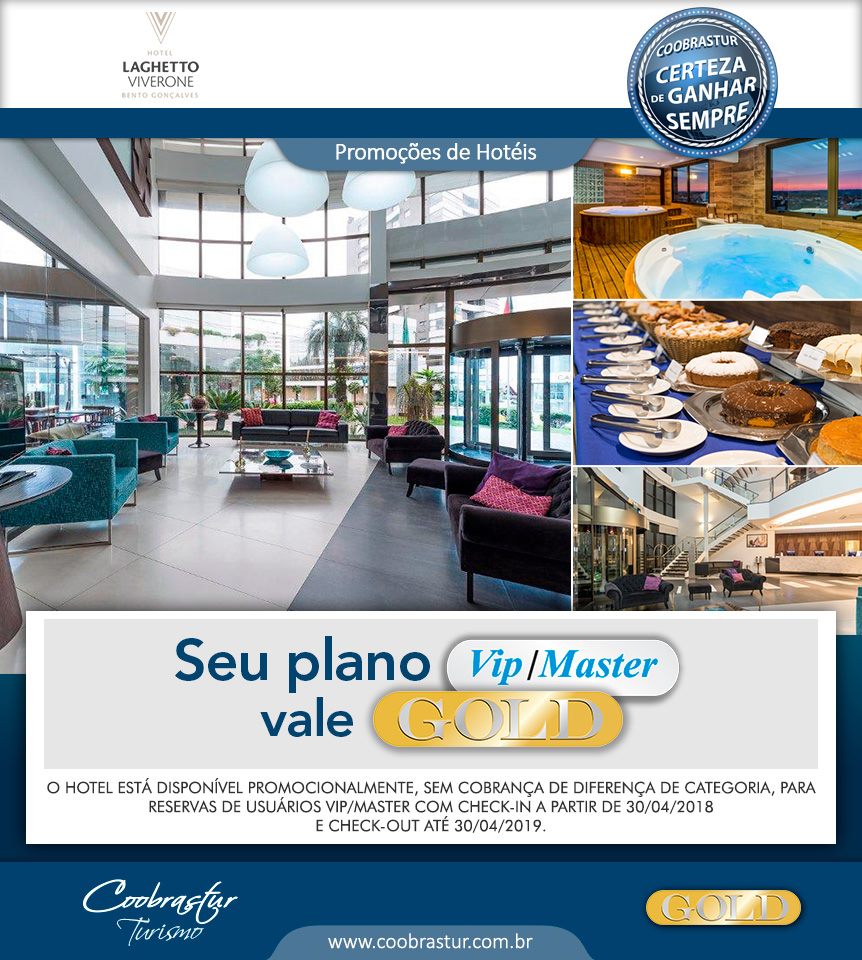 HOTEL
LAGHETTO
VIVERONE
BENTO GONÇALVES
COOBRASTUR
CERTEZA
DE GANHAR
SEMPRE
Promoções de Hotéis
Seu plano Vip/Master
vale GOLD
O HOTEL ESTÁ DISPONÍVEL PROMOCIONALMENTE, SEM COBRANÇA DE DIFERENÇA DE CATEGORIA, PARA
RESERVAS DE USUÁRIOS VIP/MASTER COM CHECK-IN A PARTIR DE 30/04/2018
E CHECK-OUT ATÉ 30/04/2019.
Coobrastur
Turismo
GOLD
www.coobrastur.com.br